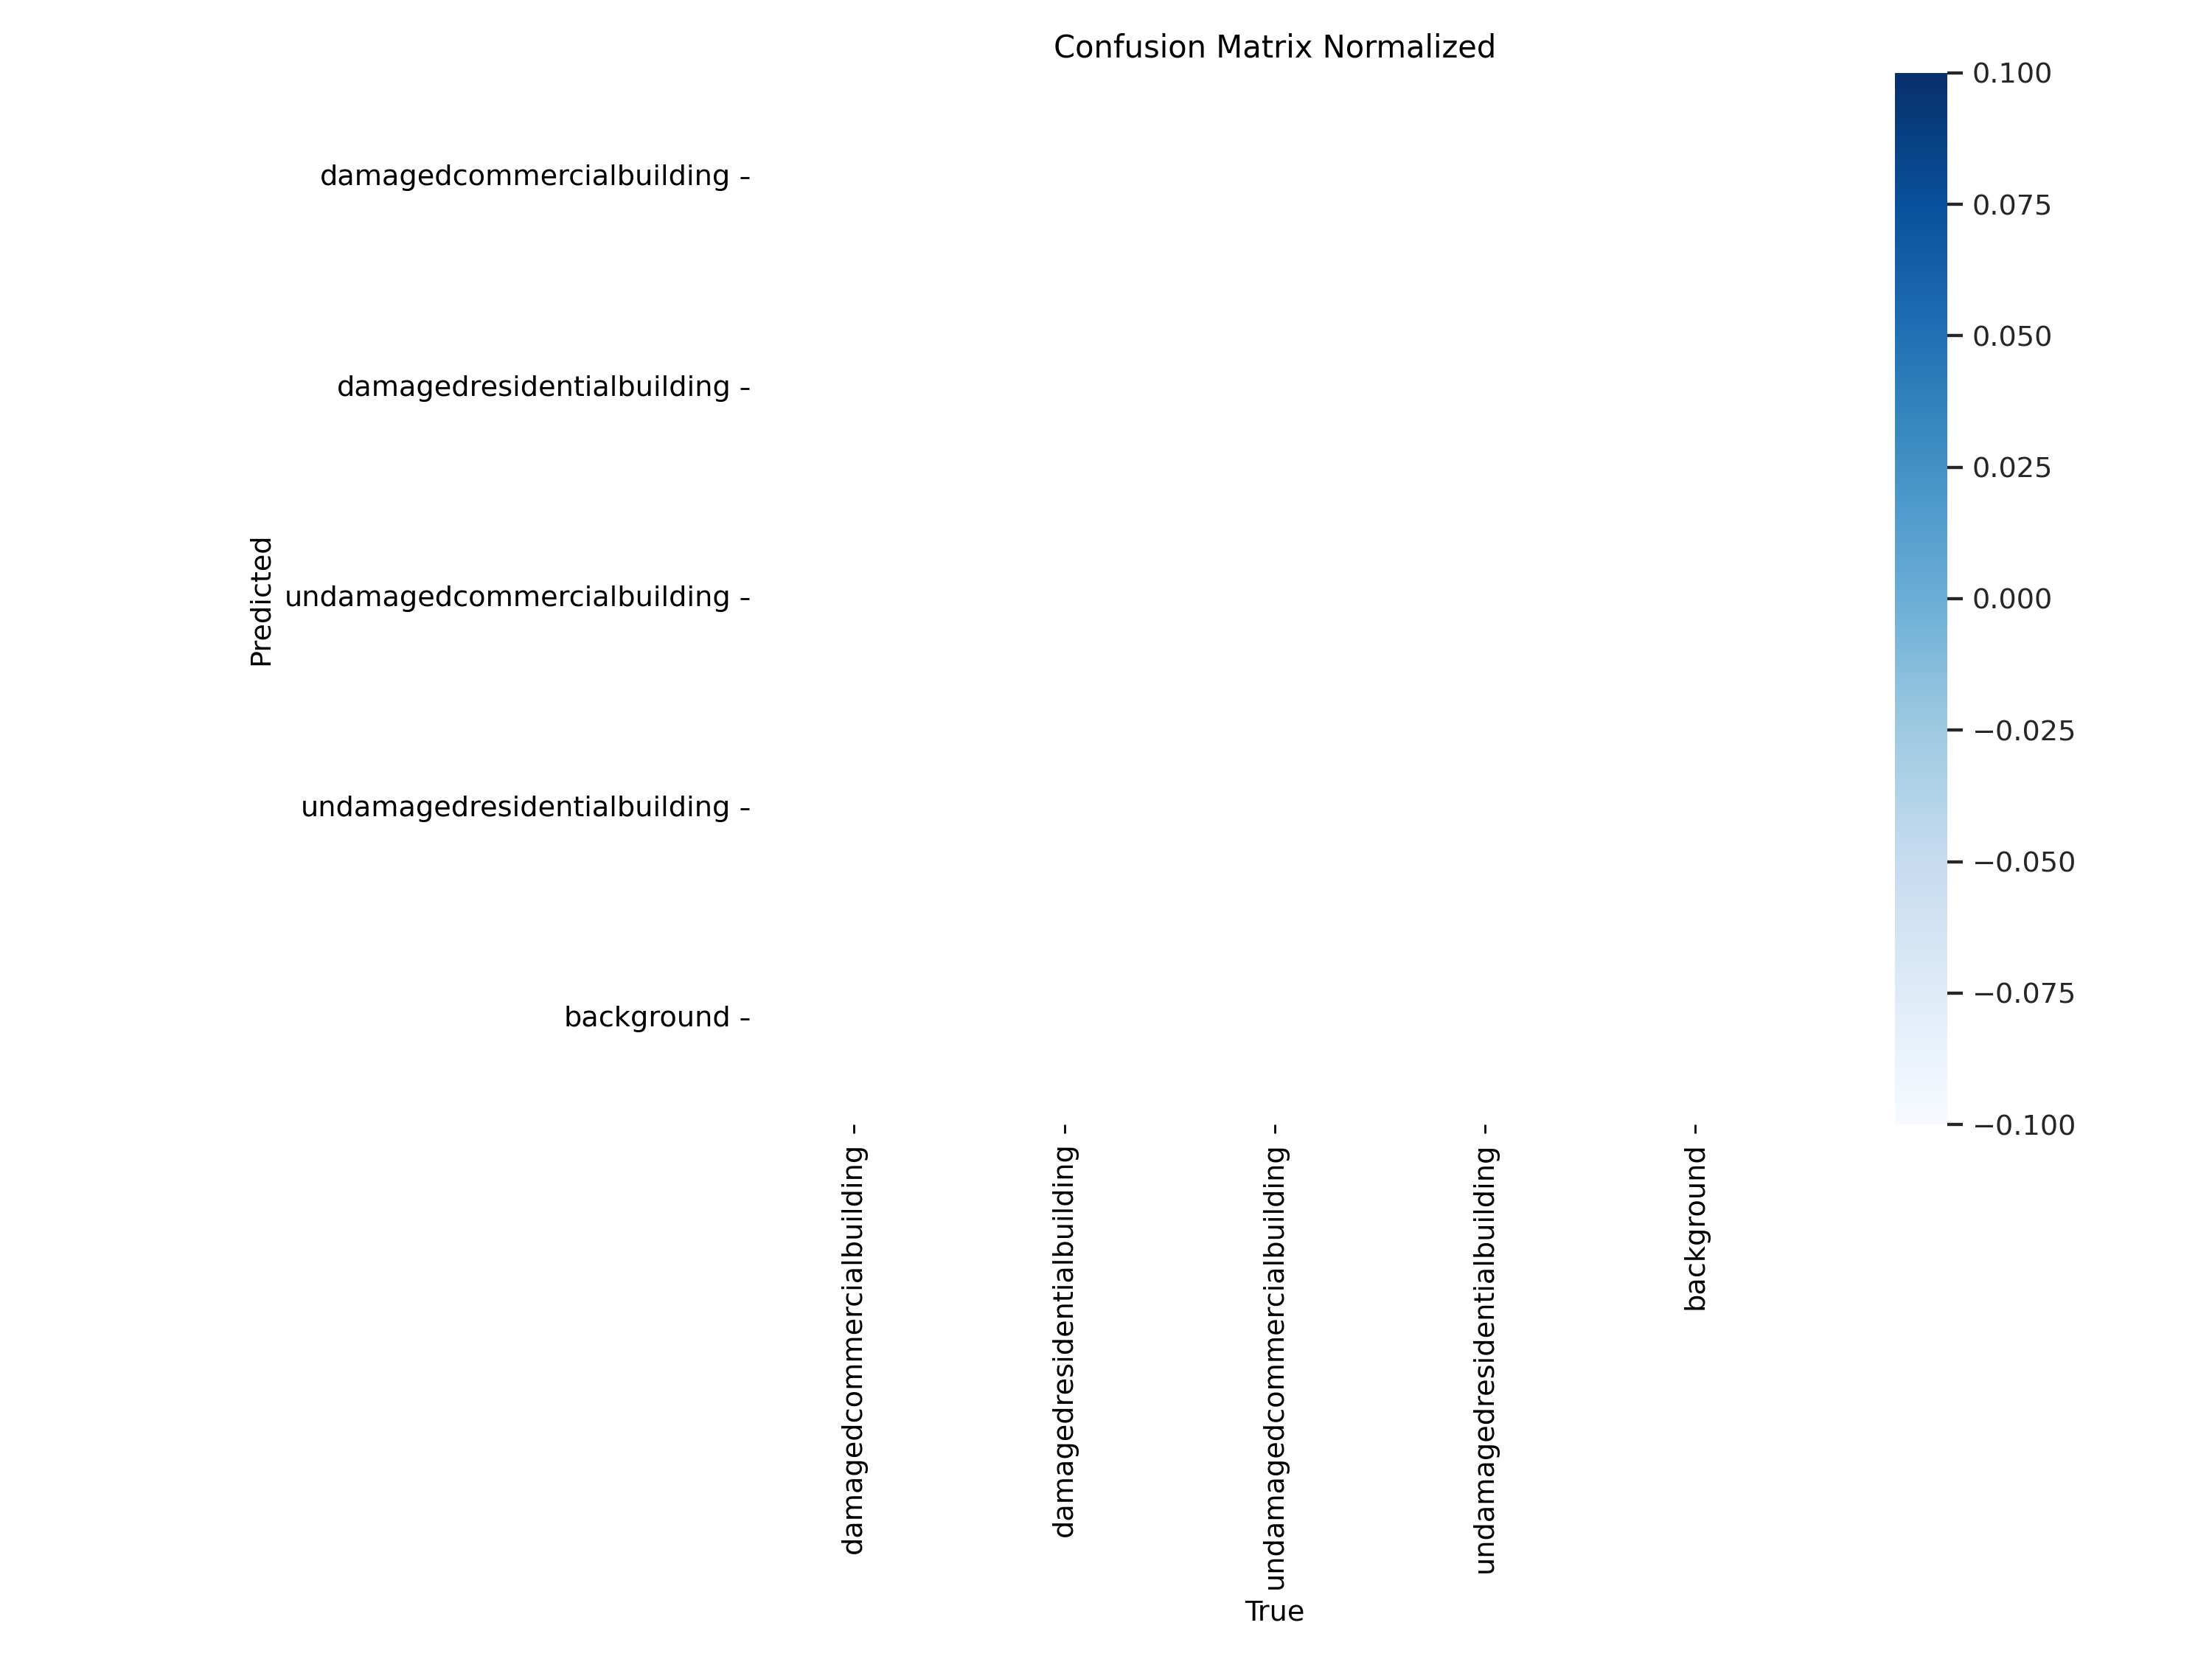 Confusion Matrix Normalized
damagedcommercialbuilding
damagedresidentialbuilding
undamagedcommercialbuilding
undamagedresidentialbuilding
background
Predicted
damagedcommercialbuilding
damagedresidentialbuilding
undamagedcommercialbuilding
undamagedresidentialbuilding
background
True
0.100
0.075
0.050
0.025
0.000
−0.025
−0.050
−0.075
−0.100